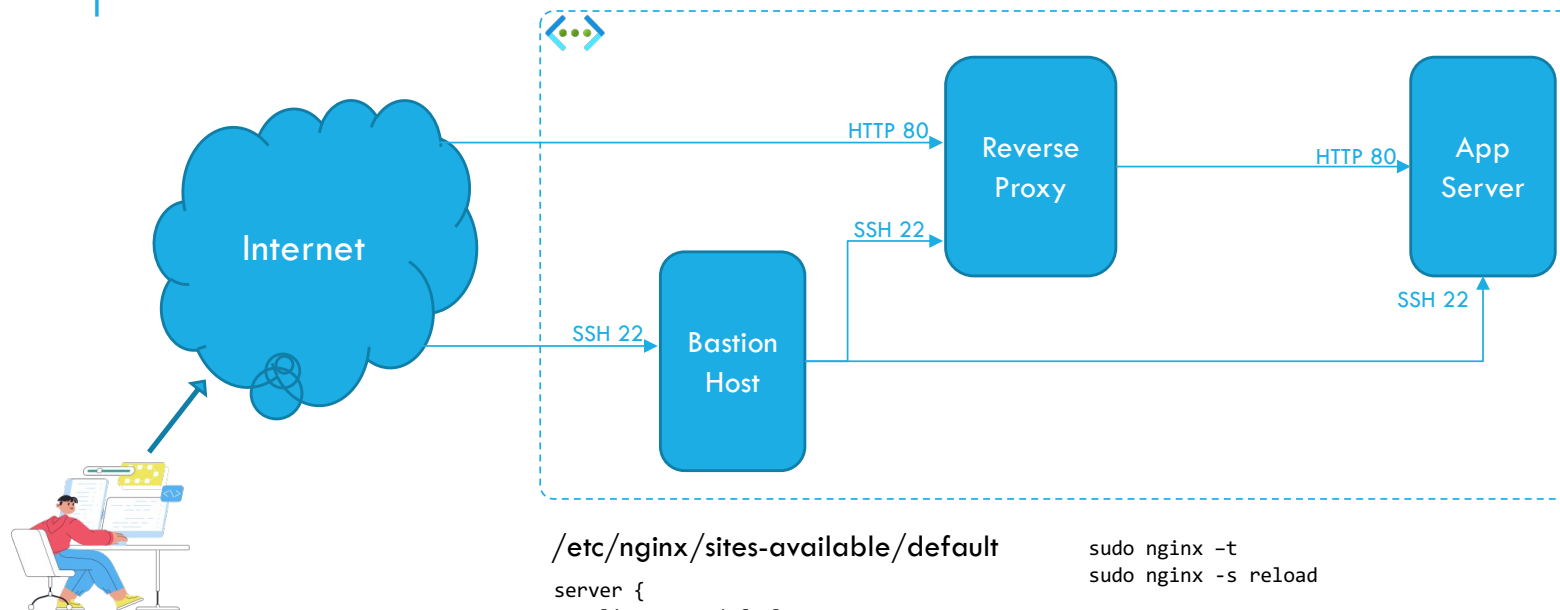 HTTP 80
Reverse
Proxy
HTTP 80
App
Server
Internet
SSH 22
SSH 22
SSH 22
Bastion
Host
/etc/nginx/sites-available/default
sudo nginx –t
sudo nginx -s reload
server {